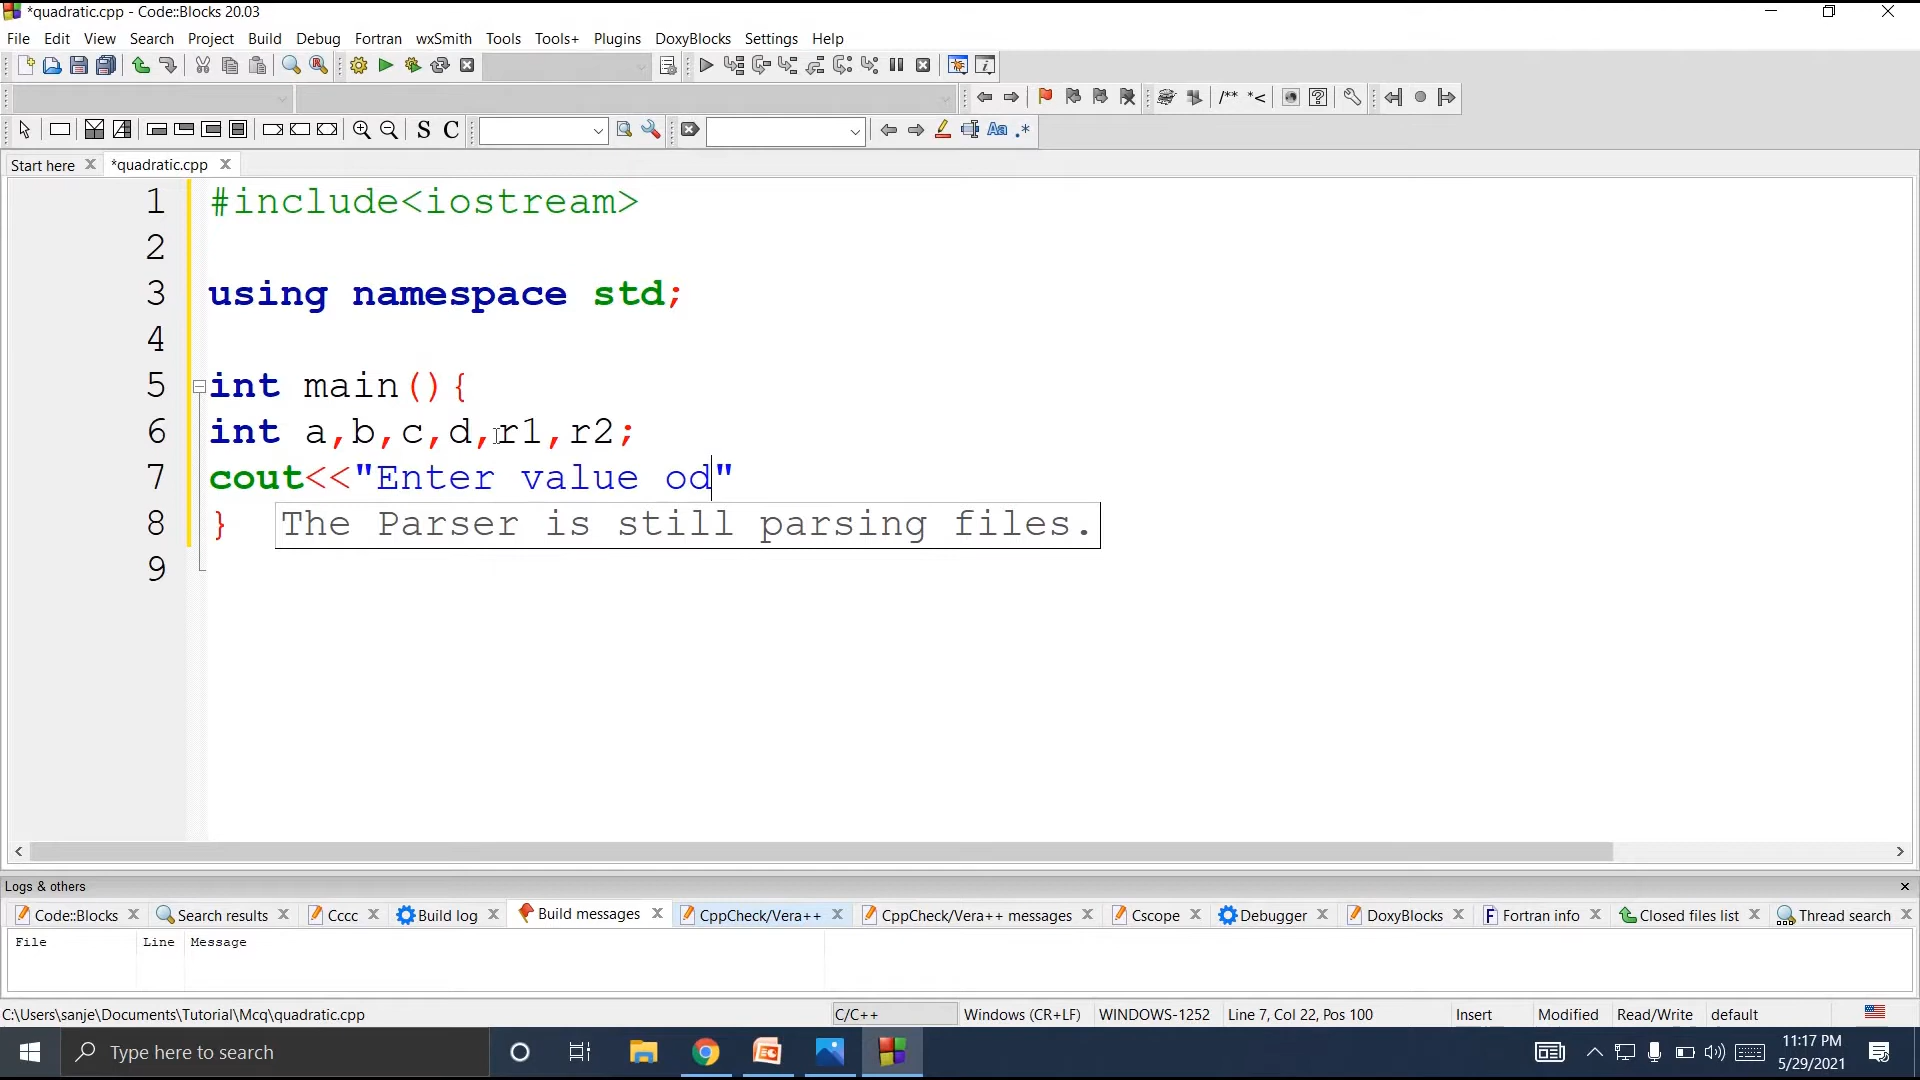 *quadratic.cpp - Code::Blocks 20.03
File Edit View Search Project Build Debug Fortran wxSmith Tools Tools+ Plugins DoxyBlocks Settings Help
/** *<
S C Aa .*
Start here *quadratic.cpp
1 #include<iostream>
2
3 using namespace std;
4
5 int main(){
6 int a,b,c,d,r1,r2;
7 cout<<"Enter value od"
8 }
The Parser is still parsing files.
9
Logs & others
Code::Blocks Search results Cccc Build log Build messages CppCheck/Vera++ CppCheck/Vera++ messages Cscope Debugger DoxyBlocks Fortran info Closed files list Thread search
File Line Message
C:\Users\sanje\Documents\Tutorial\Mcq\quadratic.cpp C/C++ Windows (CR+LF) WINDOWS-1252 Line 7, Col 22, Pos 100 Insert Modified Read/Write default
Type here to search
11:17 PM
5/29/2021